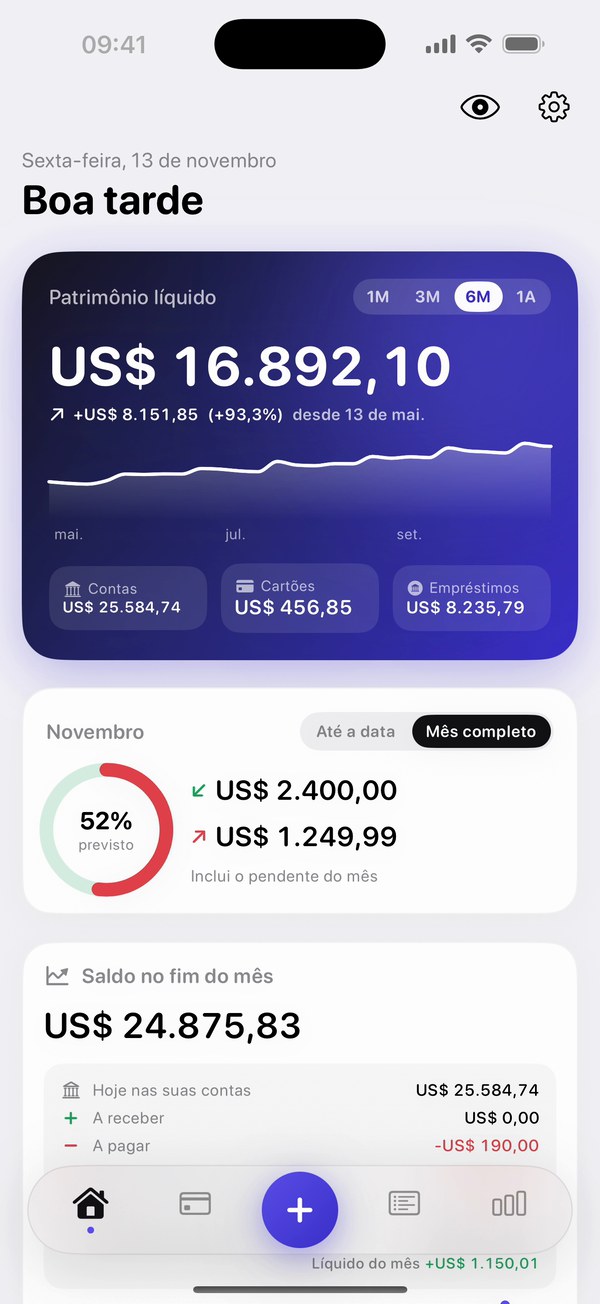 09:41
Sexta-feira, 13 de novembro
Boa tarde
Patrimônio líquido
1M 3M 6M 1A
US$ 16.892,10
+US$ 8.151,85 (+93,3%) desde 13 de mai.
mai. jul. set.
Contas
US$ 25.584,74
Cartões
US$ 456,85
Empréstimos
US$ 8.235,79
Novembro
Até a data Mês completo
52%
previsto
US$ 2.400,00
US$ 1.249,99
Inclui o pendente do mês
Saldo no fim do mês
US$ 24.875,83
Hoje nas suas contas US$ 25.584,74
+ A receber US$ 0,00
− A pagar -US$ 190,00
Líquido do mês +US$ 1.150,01